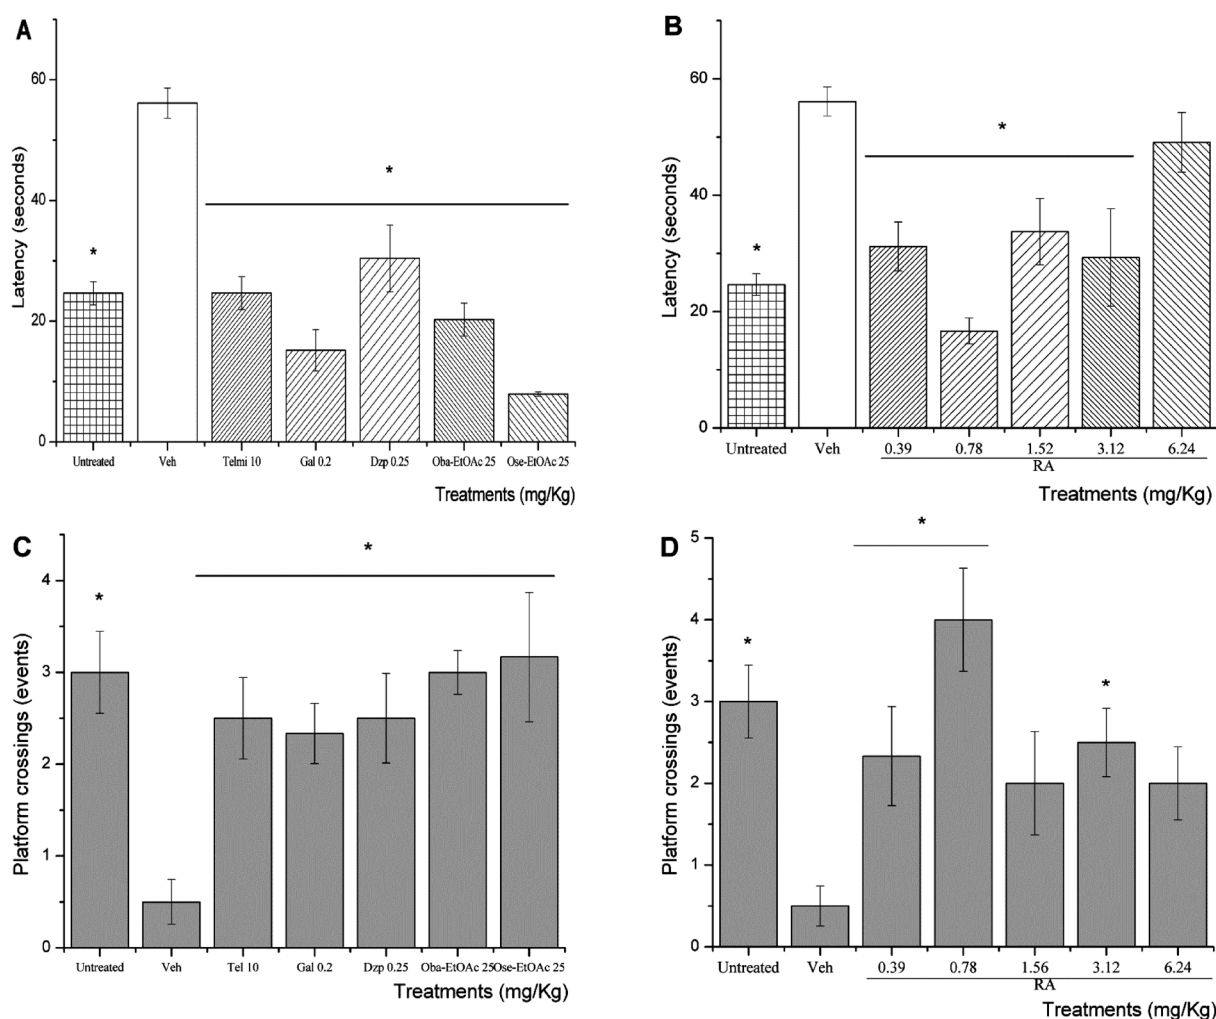 A
Latency (seconds)
60
40
20
0
*
*
Untreated Veh Telmi 10 Gal 0.2 Dzp 0.25 Oba-EtOAc 25 Ose-EtOAc 25
Treatments (mg/Kg)
B
Latency (seconds)
60
40
20
0
*
*
Untreated Veh 0.39 0.78 1.52 3.12 6.24
RA
Treatments (mg/Kg)
C
Platform crossings (events)
4
3
2
1
0
*
*
Untreated Veh Tel 10 Gal 0.2 Dzp 0.25 Oba-EtOAc 25 Ose-EtOAc 25
Treatments (mg/Kg)
D
Platform crossings (events)
5
4
3
2
1
0
*
*
*
Untreated Veh 0.39 0.78 1.56 3.12 6.24
RA
Treatments (mg/Kg)